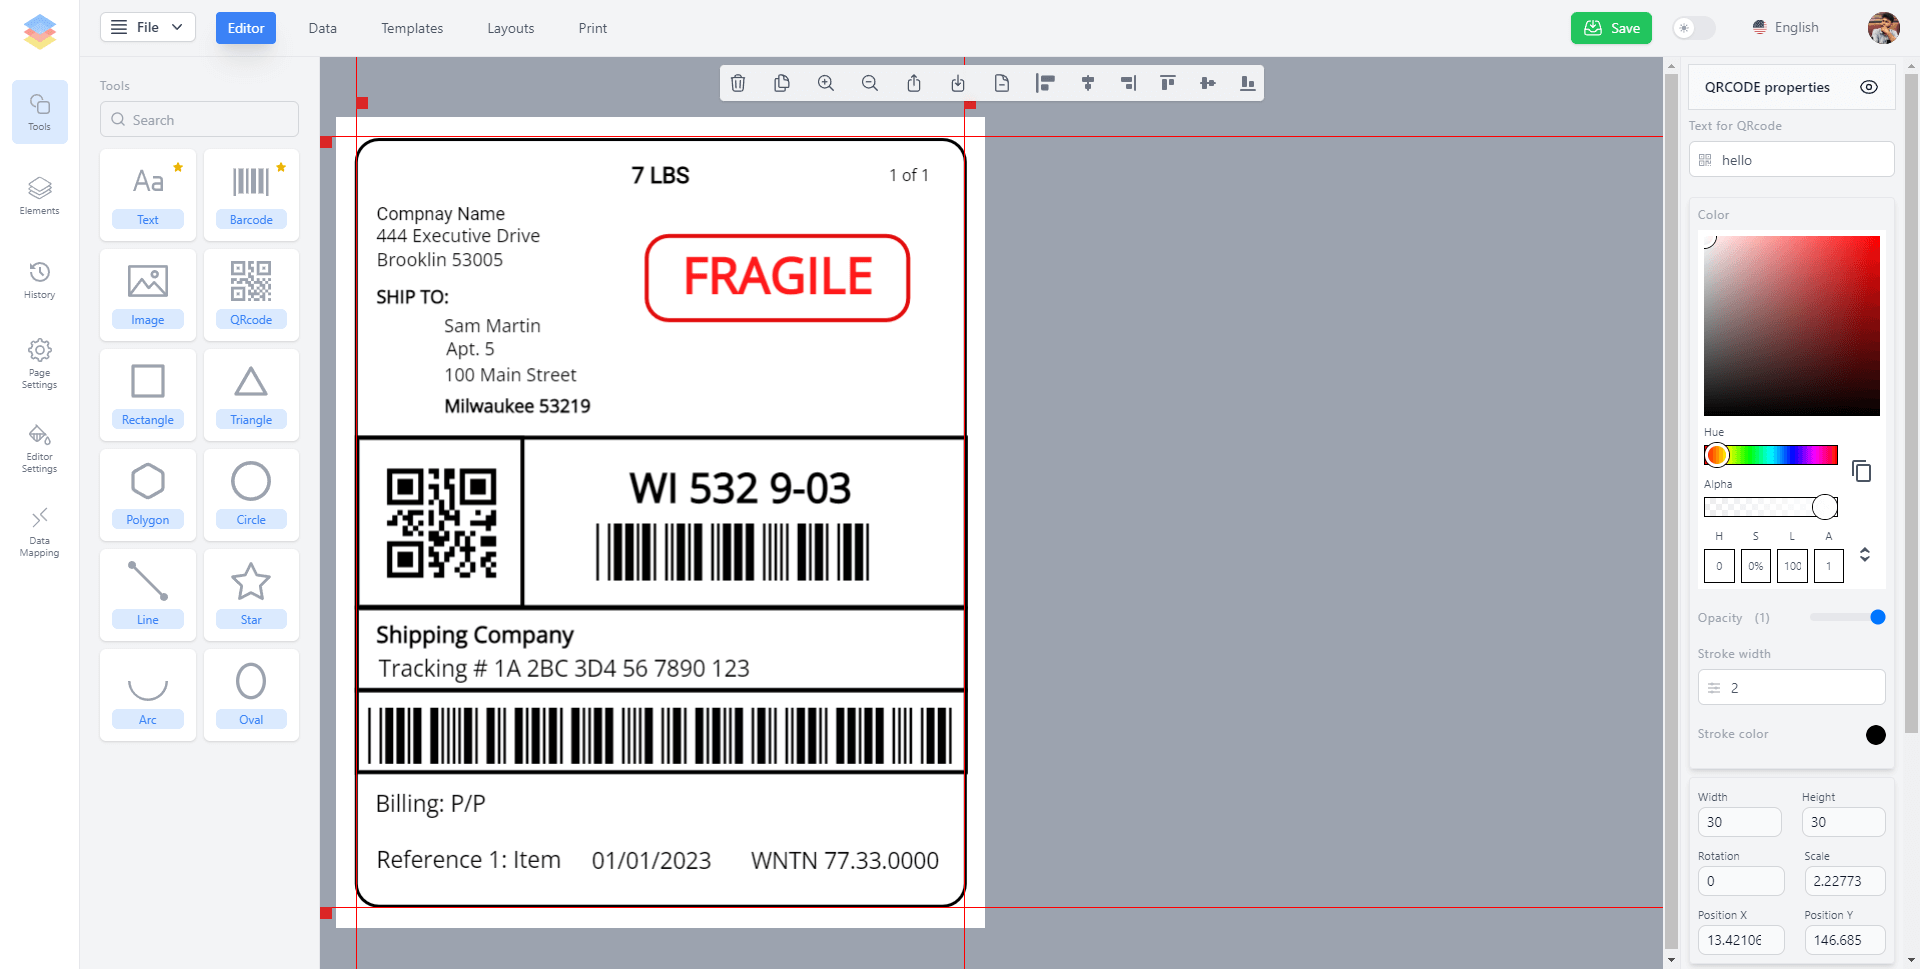 File
Editor
Data
Templates
Layouts
Print
Save
English
Tools
Elements
History
Page
Settings
Editor
Settings
Data
Mapping
Tools
Search
Aa
Text
Barcode
Image
QRcode
Rectangle
Triangle
Polygon
Circle
Line
Star
Arc
Oval
7 LBS
1 of 1
Compnay Name
444 Executive Drive
Brooklin 53005
FRAGILE
SHIP TO:
Sam Martin
Apt. 5
100 Main Street
Milwaukee 53219
WI 532 9-03
Shipping Company
Tracking # 1A 2BC 3D4 56 7890 123
Billing: P/P
Reference 1: Item
01/01/2023
WNTN 77.33.0000
QRCODE properties
Text for QRcode
hello
Color
Hue
Alpha
H S L A
0 0% 100 1
Opacity (1)
Stroke width
2
Stroke color
Width Height
30 30
Rotation Scale
0 2.22773
Position X Position Y
13.42106 146.685